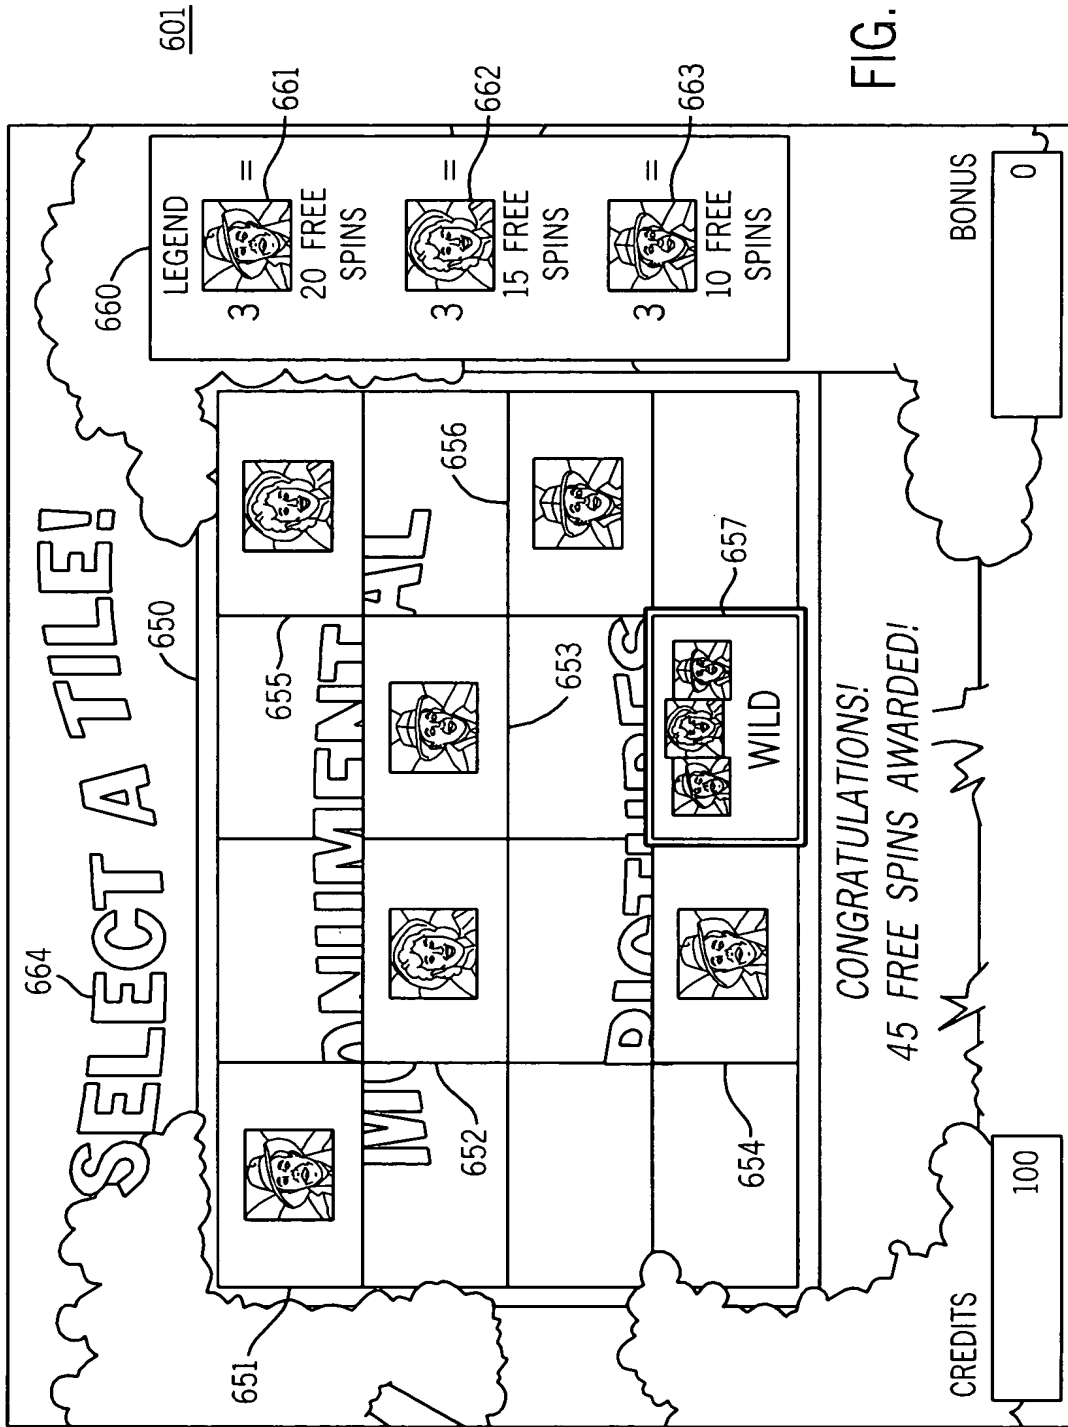 601
SELECT A TILE!
664
650
660
LEGEND
3 =
20 FREE
SPINS
661
3 =
15 FREE
SPINS
662
3 =
10 FREE
SPINS
663
651
652
653
654
655
656
657
MONUMENTAL
PICTURES
WILD
CONGRATULATIONS!
45 FREE SPINS AWARDED!
CREDITS
100
BONUS
0
FIG.